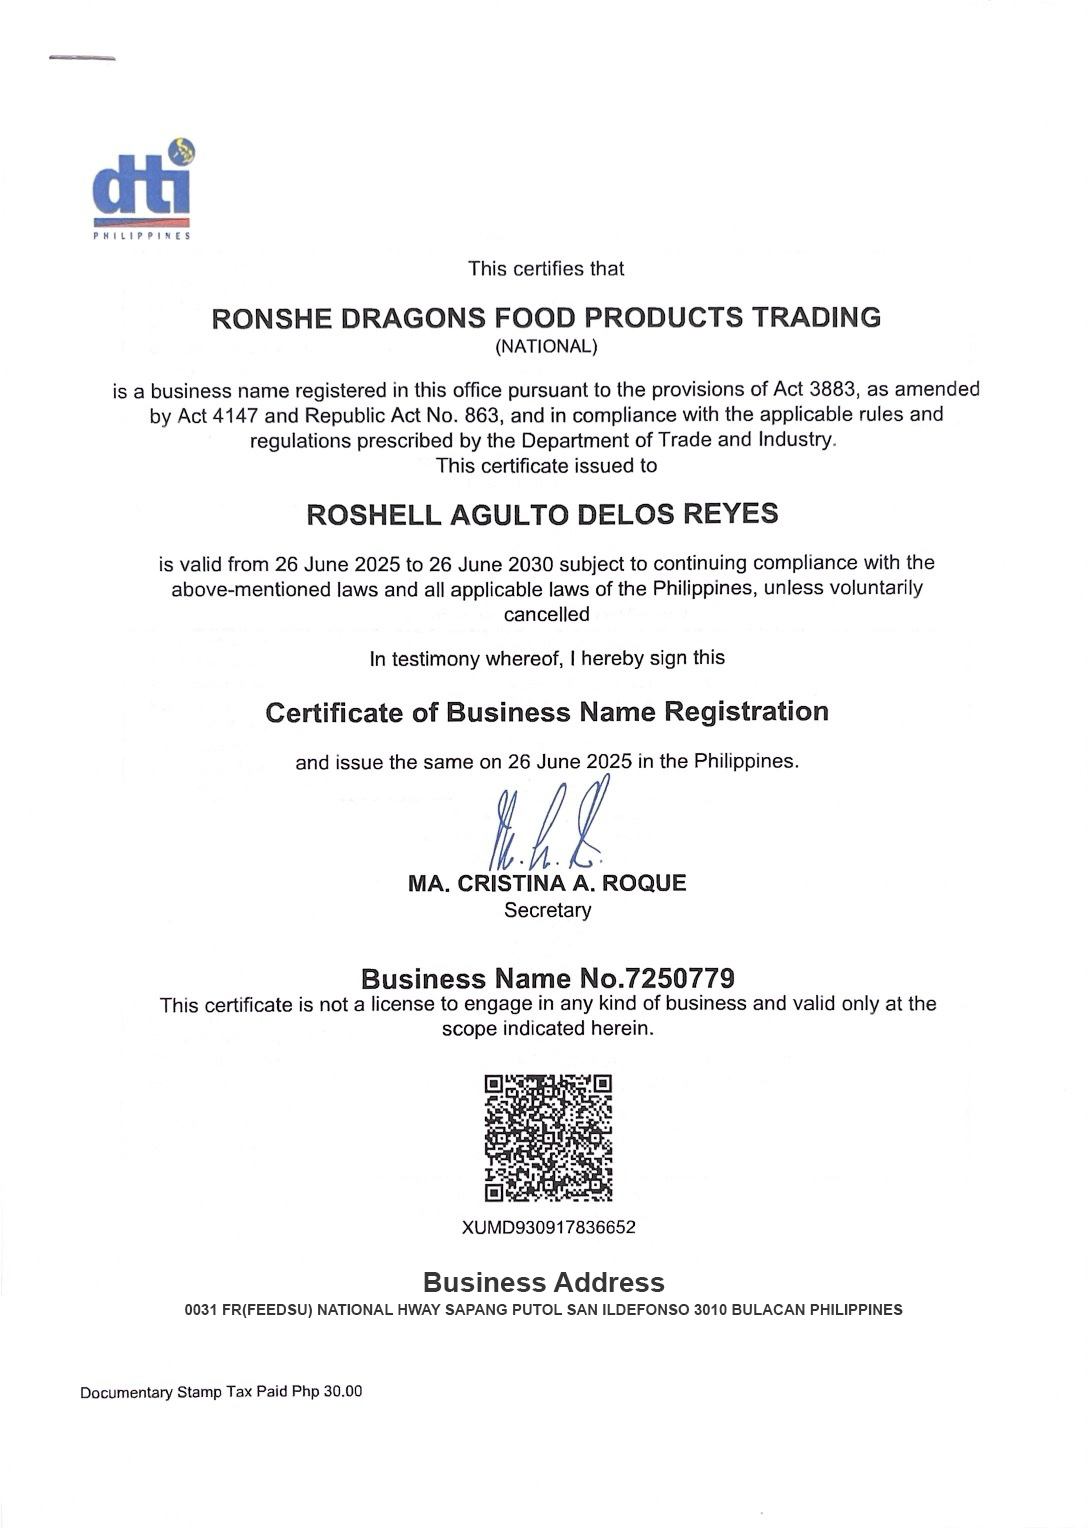 dti
PHILIPPINES
This certifies that
RONSHE DRAGONS FOOD PRODUCTS TRADING
(NATIONAL)
is a business name registered in this office pursuant to the provisions of Act 3883, as amended
by Act 4147 and Republic Act No. 863, and in compliance with the applicable rules and
regulations prescribed by the Department of Trade and Industry.
This certificate issued to
ROSHELL AGULTO DELOS REYES
is valid from 26 June 2025 to 26 June 2030 subject to continuing compliance with the
above-mentioned laws and all applicable laws of the Philippines, unless voluntarily
cancelled
In testimony whereof, I hereby sign this
Certificate of Business Name Registration
and issue the same on 26 June 2025 in the Philippines.
MA. CRISTINA A. ROQUE
Secretary
Business Name No.7250779
This certificate is not a license to engage in any kind of business and valid only at the
scope indicated herein.
XUMD930917836652
Business Address
0031 FR(FEEDSU) NATIONAL HWAY SAPANG PUTOL SAN ILDEFONSO 3010 BULACAN PHILIPPINES
Documentary Stamp Tax Paid Php 30.00